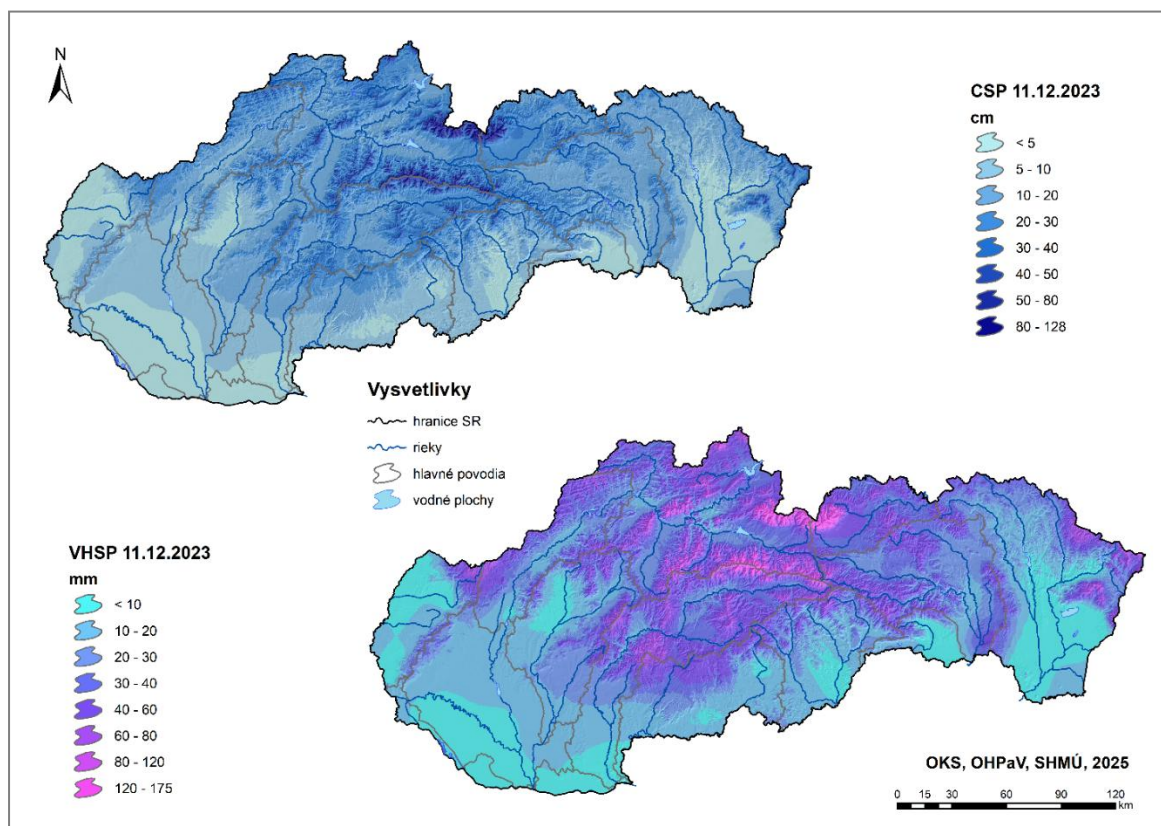 N
CSP 11.12.2023
cm
< 5
5 - 10
10 - 20
20 - 30
30 - 40
40 - 50
50 - 80
80 - 128
Vysvetlivky
hranice SR
rieky
hlavné povodia
vodné plochy
VHSP 11.12.2023
mm
< 10
10 - 20
20 - 30
30 - 40
40 - 60
60 - 80
80 - 120
120 - 175
OKS, OHPaV, SHMÚ, 2025
0 15 30 60 90 120
km